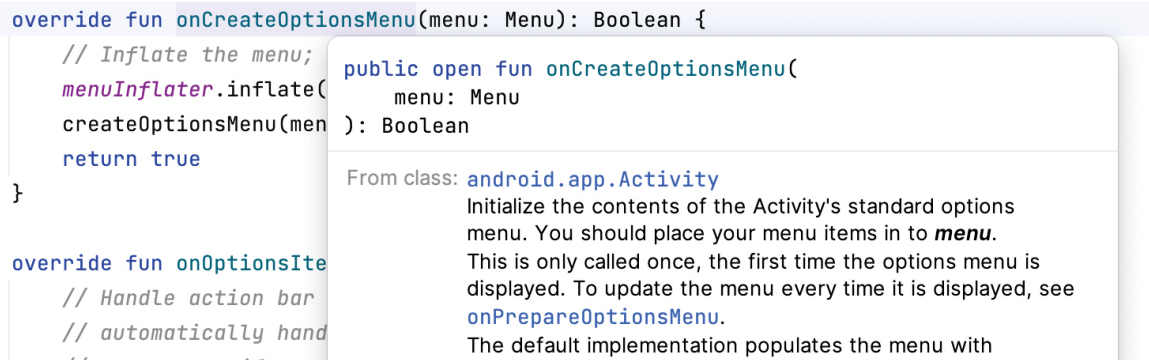 override fun onCreateOptionsMenu(menu: Menu): Boolean {
// Inflate the menu;
menuInflater.inflate(
createOptionsMenu(men
return true
}
override fun onOptionsIte
// Handle action bar
// automatically hand
public open fun onCreateOptionsMenu(
menu: Menu
): Boolean
From class: android.app.Activity
Initialize the contents of the Activity's standard options
menu. You should place your menu items in to menu.
This is only called once, the first time the options menu is
displayed. To update the menu every time it is displayed, see
onPrepareOptionsMenu.
The default implementation populates the menu with